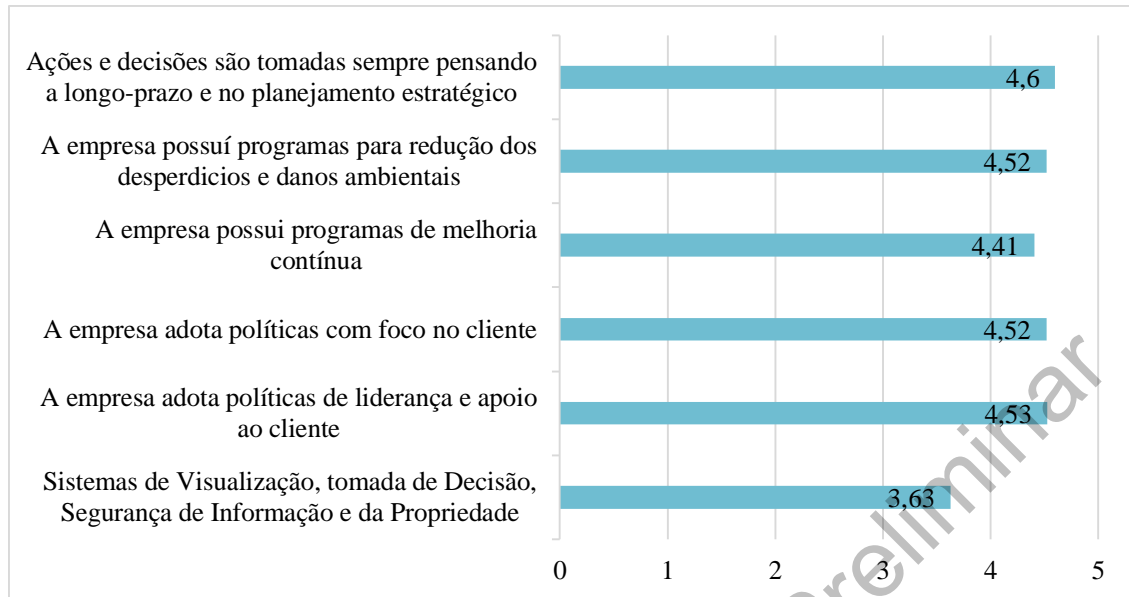 Ações e decisões são tomadas sempre pensando
a longo-prazo e no planejamento estratégico
4,6
A empresa possuí programas para redução dos
desperdicios e danos ambientais
4,52
A empresa possui programas de melhoria
contínua
4,41
A empresa adota políticas com foco no cliente
4,52
A empresa adota políticas de liderança e apoio
ao cliente
4,53
Sistemas de Visualização, tomada de Decisão,
Segurança de Informação e da Propriedade
3,63
0 1 2 3 4 5
Preliminar